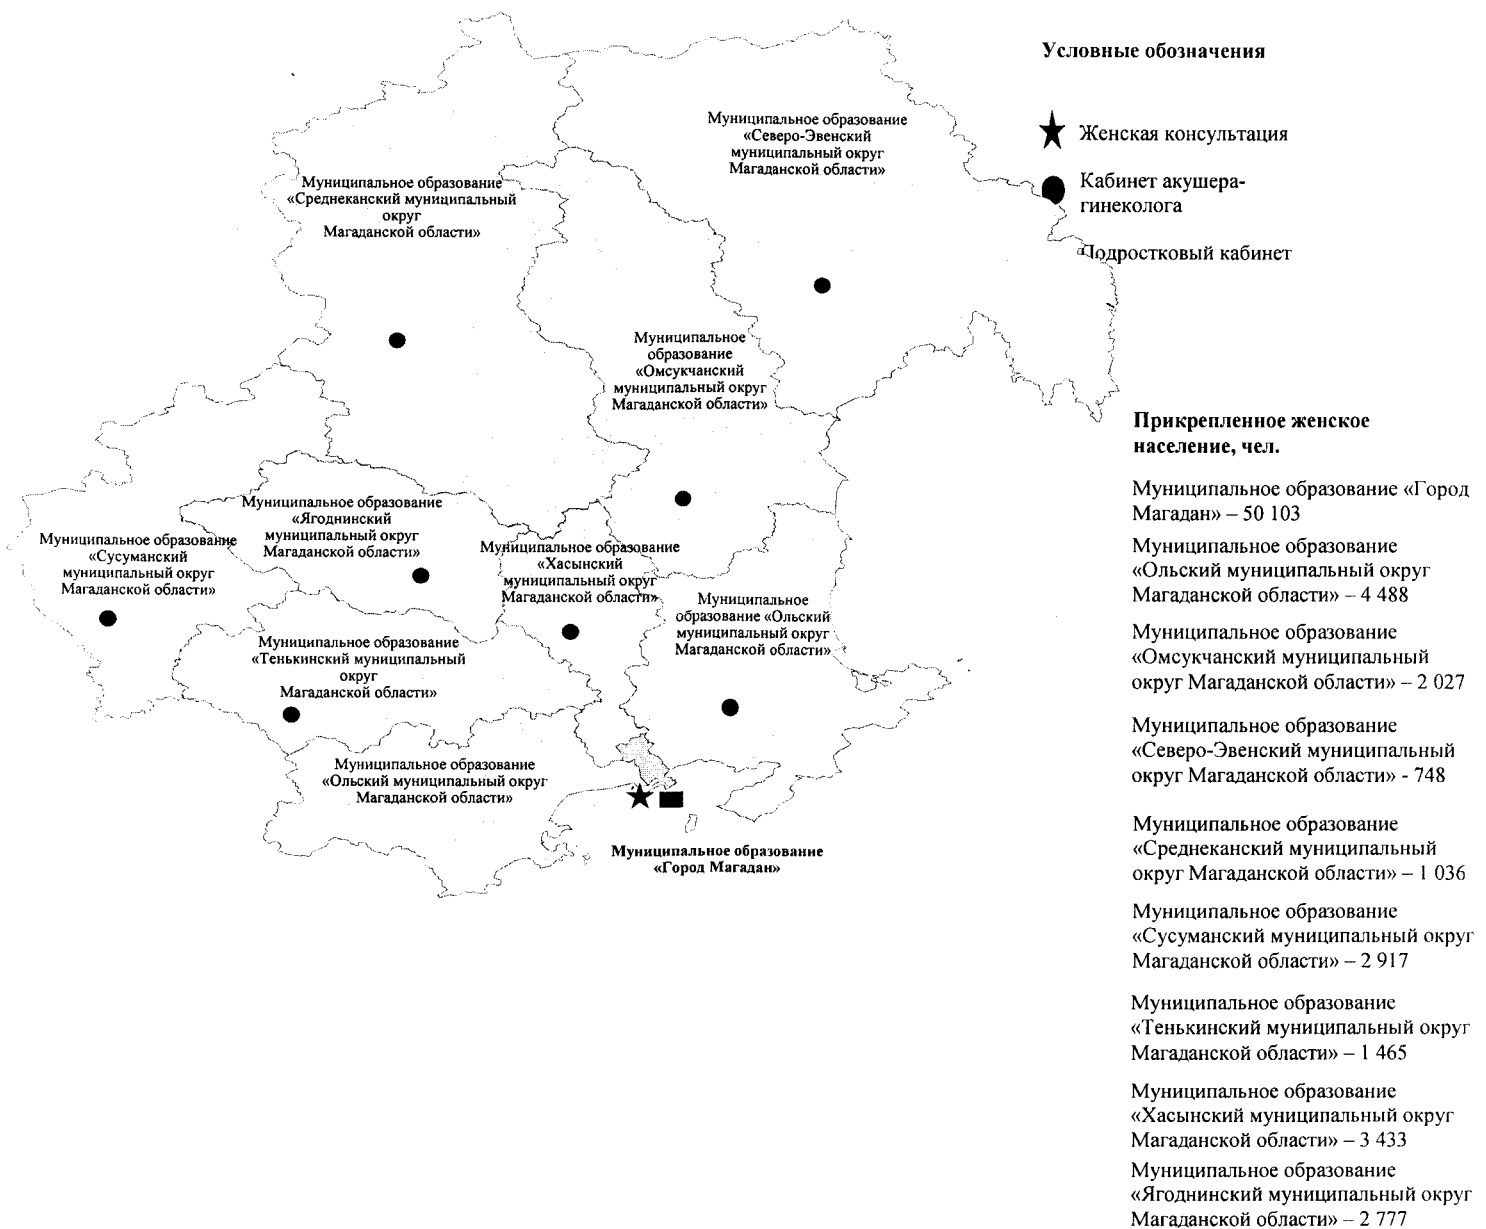 Условные обозначения
Женская консультация
Кабинет акушера-
гинеколога
Подростковый кабинет
Муниципальное образование
«Северо-Эвенский
муниципальный округ
Магаданской области»
Муниципальное образование
«Среднеканский муниципальный
округ
Магаданской области»
Муниципальное
образование
«Омсукчанский
муниципальный округ
Магаданской области»
Муниципальное образование
«Ягоднинский
муниципальный округ
Магаданской области»
Муниципальное образование
«Сусуманский
муниципальный округ
Магаданской области»
Муниципальное образование
«Хасынский
муниципальный округ
Магаданской области»
Муниципальное
образование «Ольский
муниципальный округ
Магаданской области»
Муниципальное образование
«Тенькинский муниципальный
округ
Магаданской области»
Муниципальное образование
«Ольский муниципальный округ
Магаданской области»
Муниципальное образование
«Город Магадан»
Прикрепленное женское
население, чел.
Муниципальное образование «Город
Магадан» – 50 103
Муниципальное образование
«Ольский муниципальный округ
Магаданской области» – 4 488
Муниципальное образование
«Омсукчанский муниципальный
округ Магаданской области» – 2 027
Муниципальное образование
«Северо-Эвенский муниципальный
округ Магаданской области» - 748
Муниципальное образование
«Среднеканский муниципальный
округ Магаданской области» – 1 036
Муниципальное образование
«Сусуманский муниципальный округ
Магаданской области» – 2 917
Муниципальное образование
«Тенькинский муниципальный округ
Магаданской области» – 1 465
Муниципальное образование
«Хасынский муниципальный округ
Магаданской области» – 3 433
Муниципальное образование
«Ягоднинский муниципальный округ
Магаданской области» – 2 777